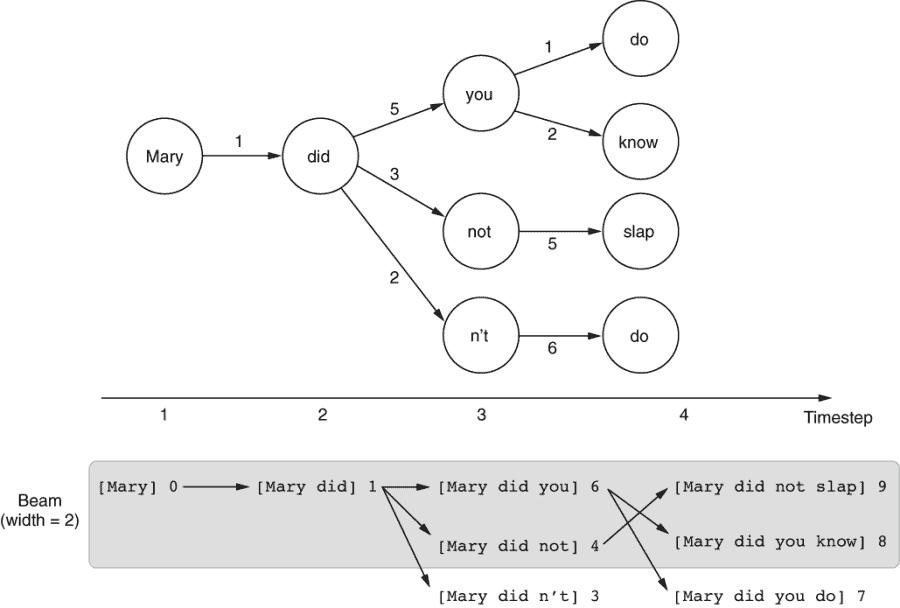 do
1
you
5
2
know
Mary
1
did
3
not
5
slap
2
n't
6
do
1
2
3
4
Timestep
Beam
(width = 2)
[Mary] 0
[Mary did] 1
[Mary did you] 6
[Mary did not slap] 9
[Mary did not] 4
[Mary did you know] 8
[Mary did n't] 3
[Mary did you do] 7